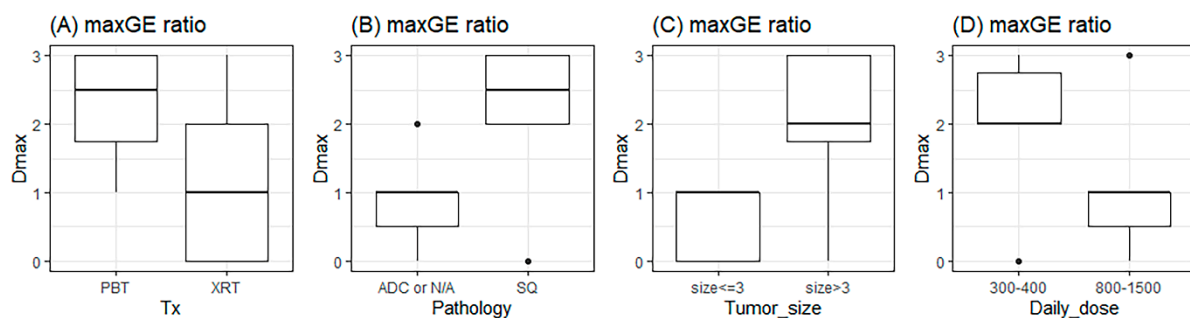 (A) maxGE ratio
3
2
1
0
Dmax
PBT XRT
Tx
(B) maxGE ratio
3
2
1
0
Dmax
ADC or N/A SQ
Pathology
(C) maxGE ratio
3
2
1
0
Dmax
size<=3 size>3
Tumor_size
(D) maxGE ratio
3
2
1
0
Dmax
300-400 800-1500
Daily_dose